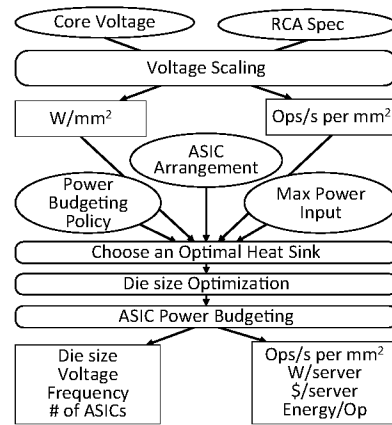 Core Voltage
RCA Spec
Voltage Scaling
W/mm²
Ops/s per mm²
ASIC
Arrangement
Power
Budgeting
Policy
Max Power
Input
Choose an Optimal Heat Sink
Die size Optimization
ASIC Power Budgeting
Die size
Voltage
Frequency
# of ASICs
Ops/s per mm²
W/server
$/server
Energy/Op